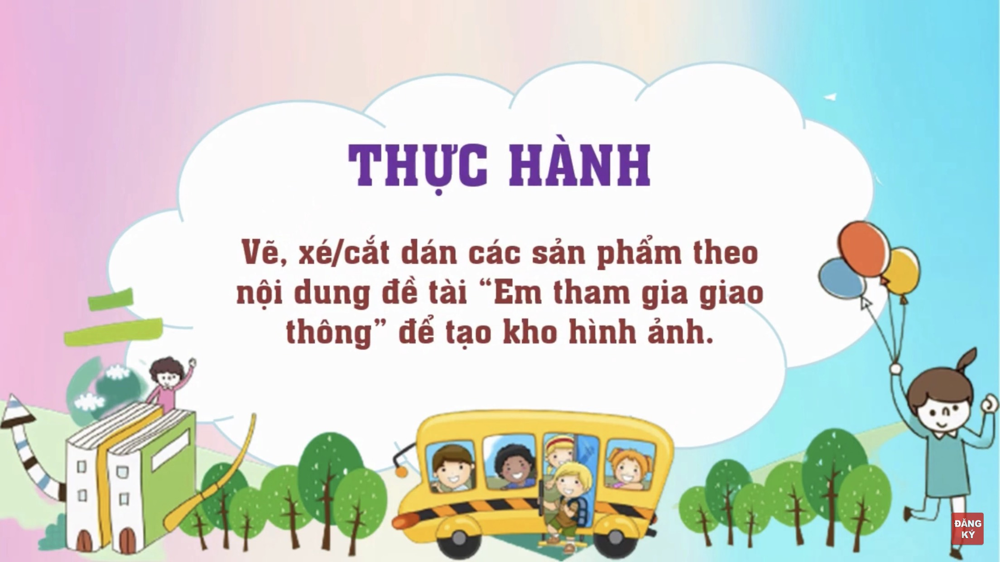 THỰC HÀNH
Vẽ, xé/cắt dán các sản phẩm theo
nội dung đề tài “Em tham gia giao
thông” để tạo kho hình ảnh.
ĐĂNG
KÝ